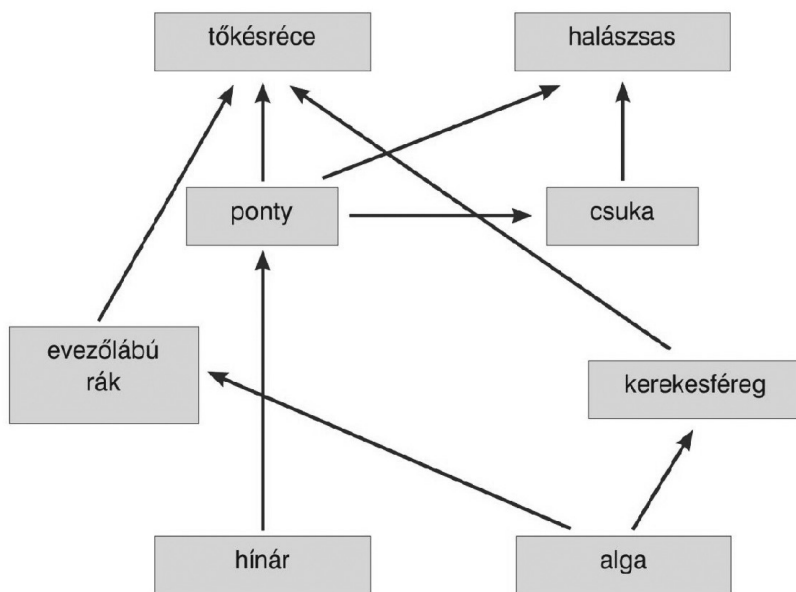 tőkésréce
halászsas
ponty
csuka
evezőlábú
rák
kerekesféreg
hínár
alga